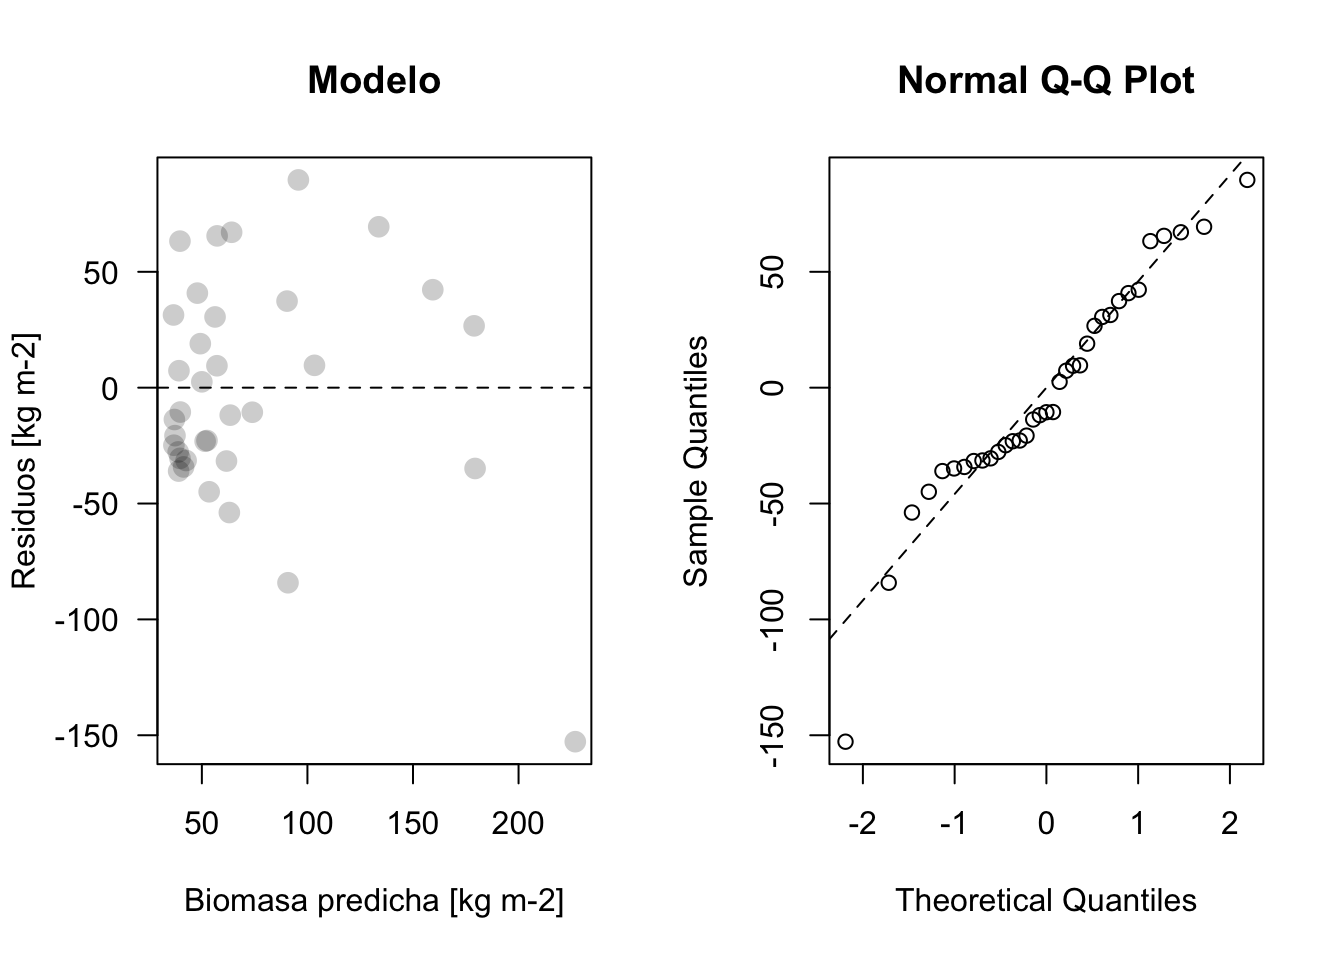 Modelo
Residuos [kg m-2]
50
0
-50
-100
-150
50 100 150 200
Biomasa predicha [kg m-2]
Normal Q-Q Plot
Sample Quantiles
50
0
-50
-100
-150
-2 -1 0 1 2
Theoretical Quantiles